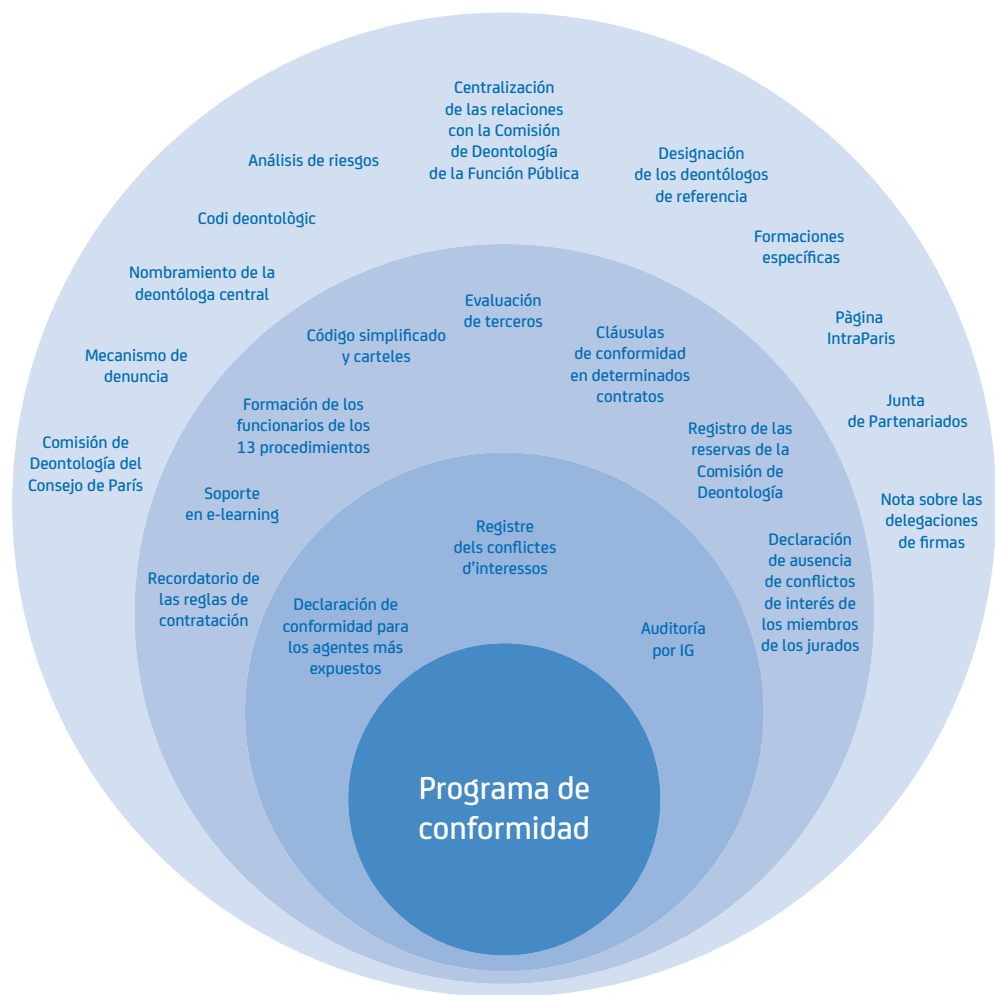 Centralización
de las relaciones
con la Comisión
de Deontología
de la Función Pública
Análisis de riesgos
Designación
de los deontólogos
de referencia
Codi deontològic
Formaciones
específicas
Nombramiento de la
deontóloga central
Pàgina
IntraParis
Mecanismo de
denuncia
Junta
de Partenariados
Comisión de
Deontología del
Consejo de París
Nota sobre las
delegaciones
de firmas
Evaluación
de terceros
Código simplificado
y carteles
Cláusulas
de conformidad
en determinados
contratos
Formación de los
funcionarios de los
13 procedimientos
Registro de las
reservas de la
Comisión de
Deontología
Soporte
en e-learning
Declaración
de ausencia
de conflictos
de interés de
los miembros
de los jurados
Recordatorio de
las reglas de
contratación
Registre
dels conflictes
d'interessos
Declaración de
conformidad para
los agentes más
expuestos
Auditoría
por IG
Programa de
conformidad